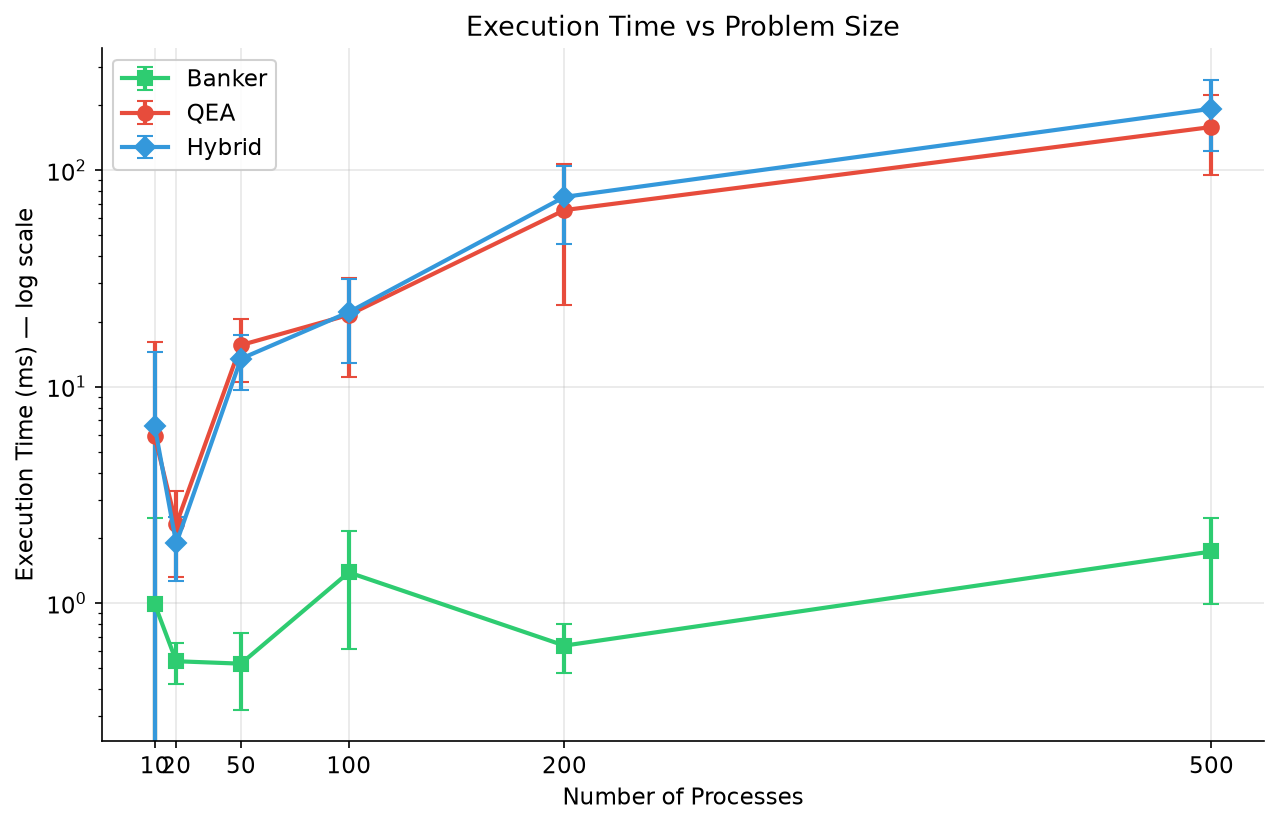 Execution Time vs Problem Size
Banker
QEA
Hybrid
Execution Time (ms) — log scale
10²
10¹
10⁰
10 20 50 100 200 500
Number of Processes